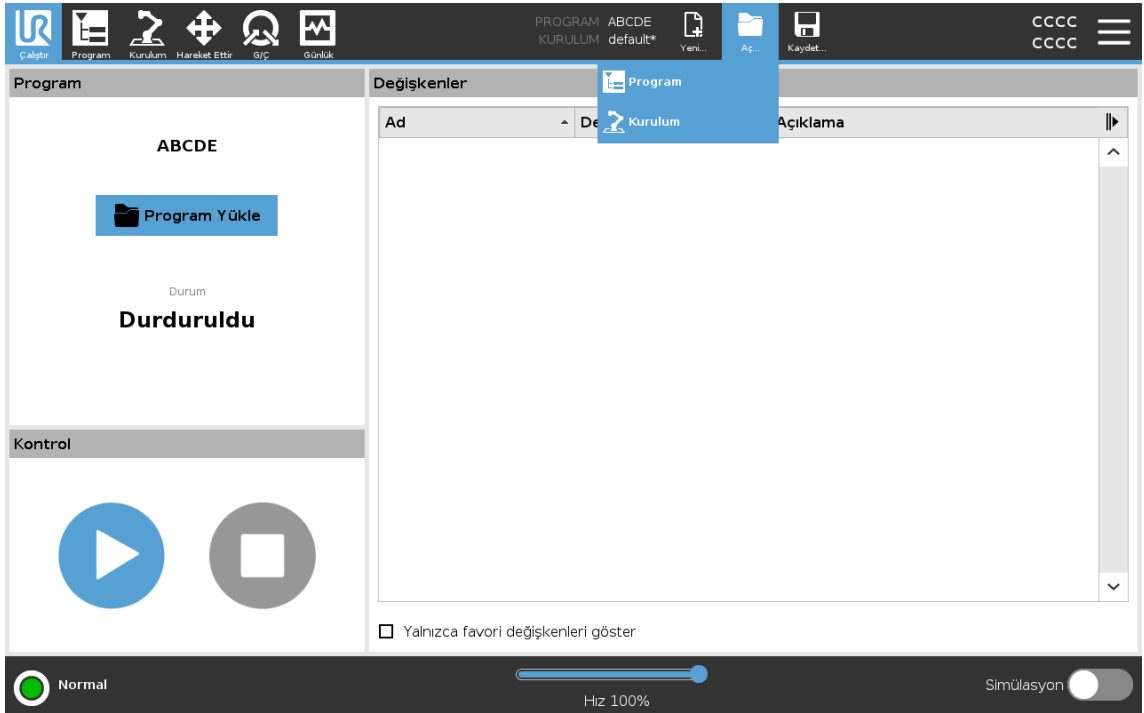 UR
Çalıştır
Program
Kurulum
Hareket Ettir
G/Ç
Günlük
PROGRAM ABCDE
KURULUM default*
Yeni...
Aç...
Kaydet...
CCCC
CCCC
Program
Kurulum
Program
ABCDE
Program Yükle
Durum
Durduruldu
Kontrol
Değişkenler
Ad
De
Açıklama
Yalnızca favori değişkenleri göster
Normal
Hız 100%
Simülasyon